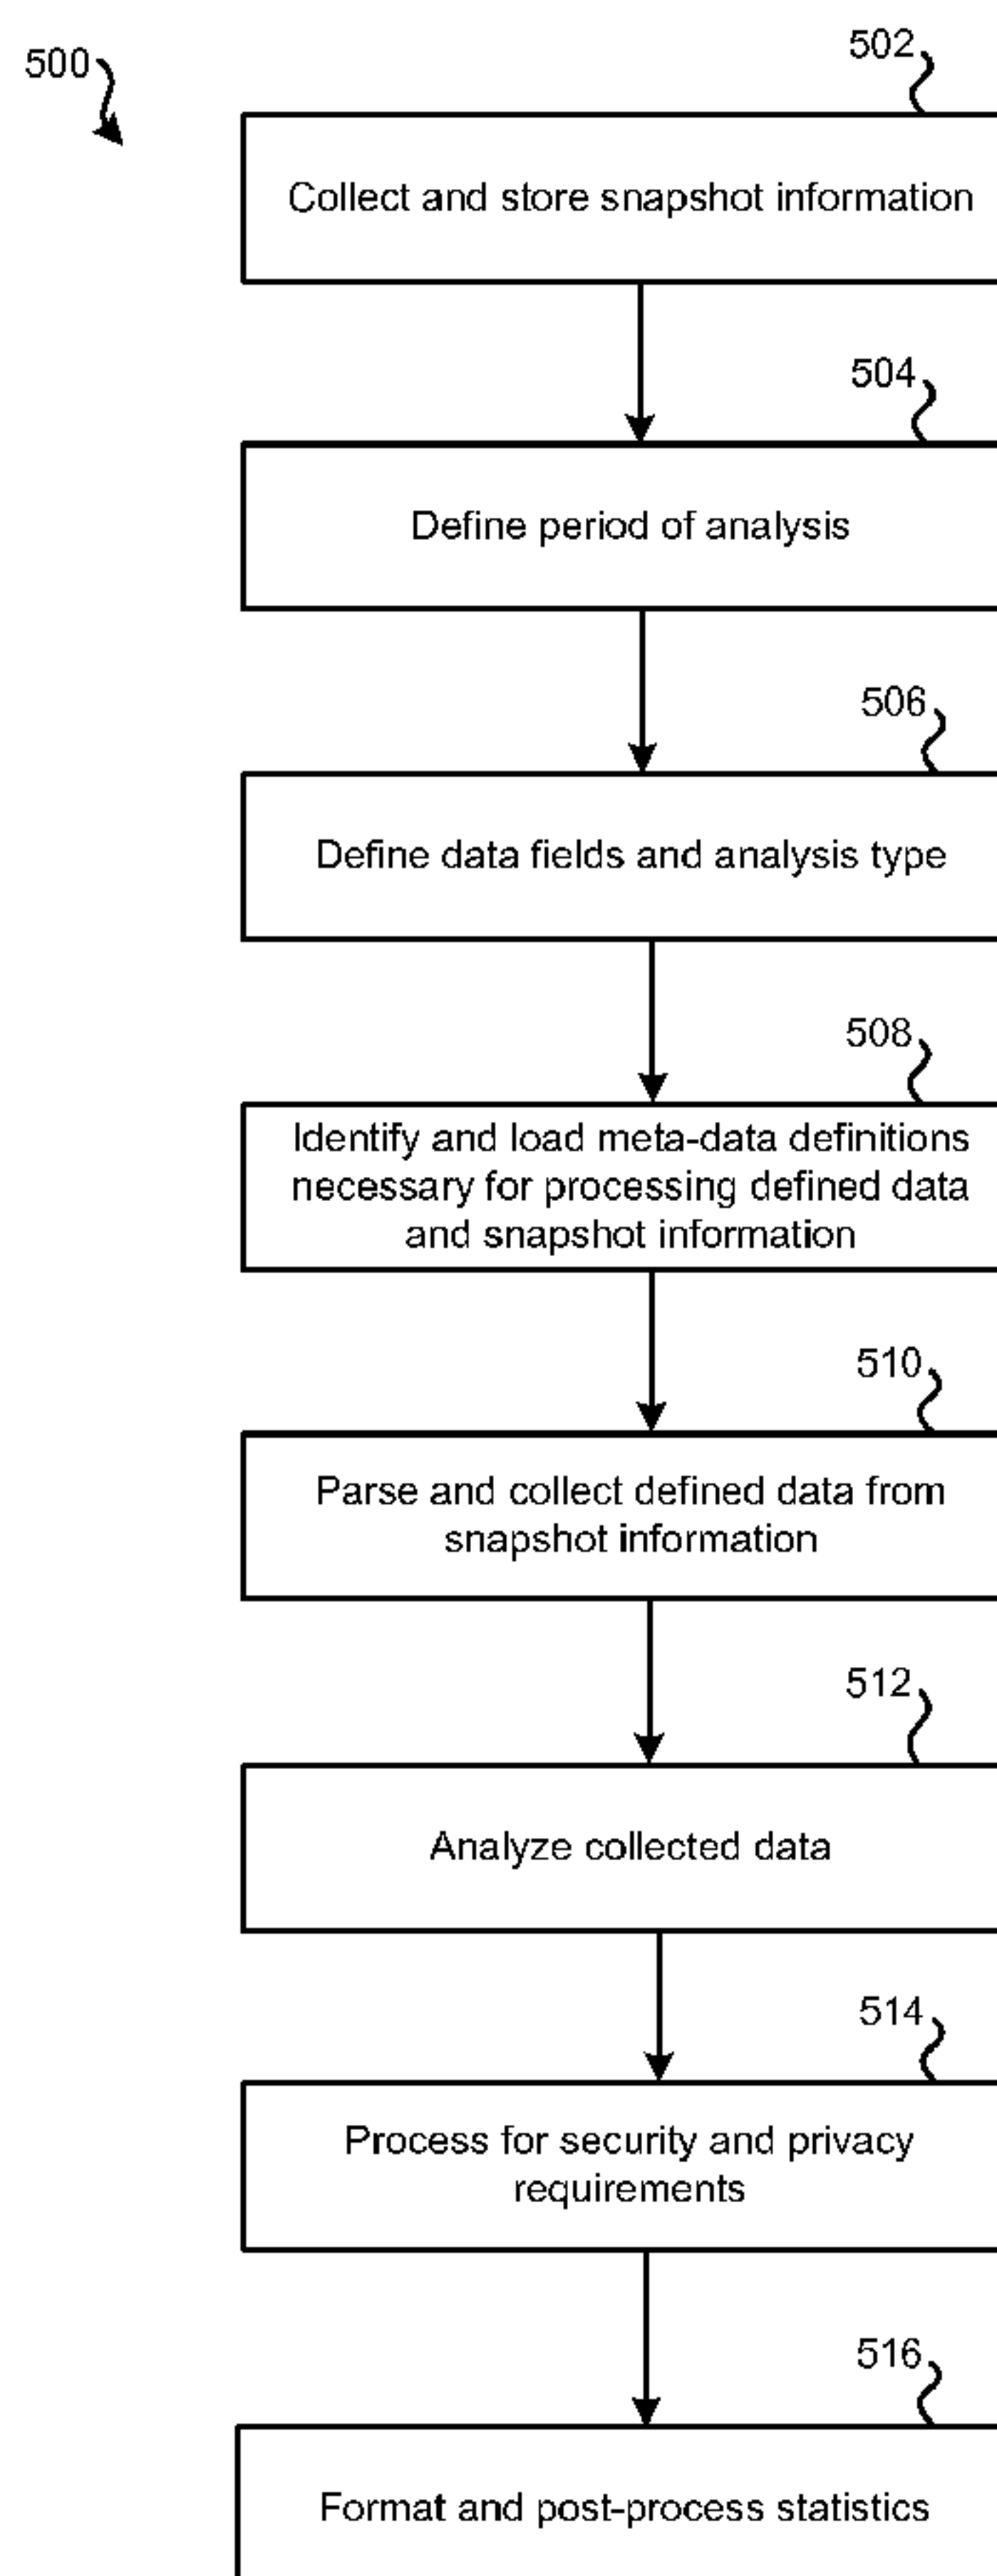 500
502
Collect and store snapshot information
504
Define period of analysis
506
Define data fields and analysis type
508
Identify and load meta-data definitions
necessary for processing defined data
and snapshot information
510
Parse and collect defined data from
snapshot information
512
Analyze collected data
514
Process for security and privacy
requirements
516
Format and post-process statistics